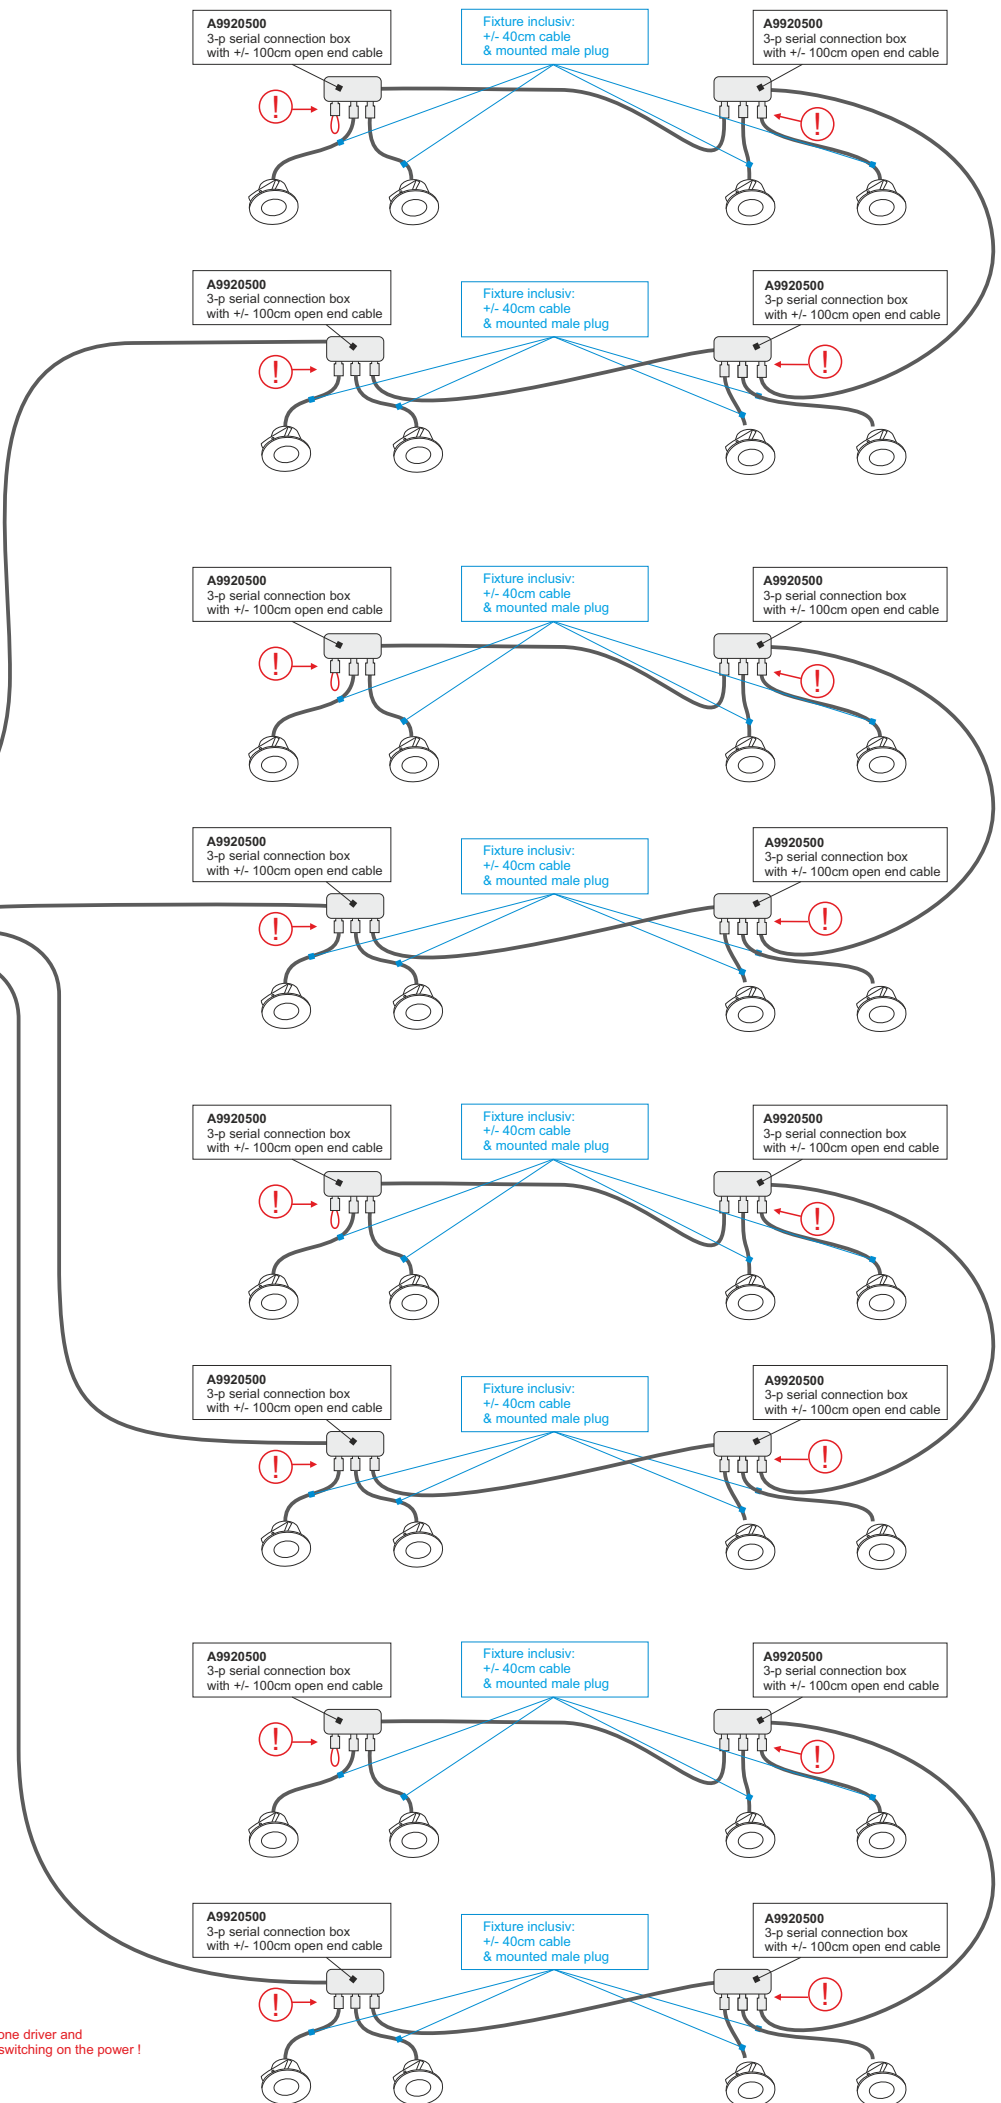 A9920500
3-p serial connection box
with +/- 100cm open end cable
Fixture inclusiv:
+/- 40cm cable
& mounted male plug
A9920500
3-p serial connection box
with +/- 100cm open end cable
!
!
A9920500
3-p serial connection box
with +/- 100cm open end cable
Fixture inclusiv:
+/- 40cm cable
& mounted male plug
A9920500
3-p serial connection box
with +/- 100cm open end cable
!
!
A9920500
3-p serial connection box
with +/- 100cm open end cable
Fixture inclusiv:
+/- 40cm cable
& mounted male plug
A9920500
3-p serial connection box
with +/- 100cm open end cable
!
!
A9920500
3-p serial connection box
with +/- 100cm open end cable
Fixture inclusiv:
+/- 40cm cable
& mounted male plug
A9920500
3-p serial connection box
with +/- 100cm open end cable
!
!
A9920500
3-p serial connection box
with +/- 100cm open end cable
Fixture inclusiv:
+/- 40cm cable
& mounted male plug
A9920500
3-p serial connection box
with +/- 100cm open end cable
!
!
A9920500
3-p serial connection box
with +/- 100cm open end cable
Fixture inclusiv:
+/- 40cm cable
& mounted male plug
A9920500
3-p serial connection box
with +/- 100cm open end cable
!
!
A9920500
3-p serial connection box
with +/- 100cm open end cable
Fixture inclusiv:
+/- 40cm cable
& mounted male plug
A9920500
3-p serial connection box
with +/- 100cm open end cable
!
!
A9920500
3-p serial connection box
with +/- 100cm open end cable
Fixture inclusiv:
+/- 40cm cable
& mounted male plug
A9920500
3-p serial connection box
with +/- 100cm open end cable
!
!
one driver and
switching on the power !